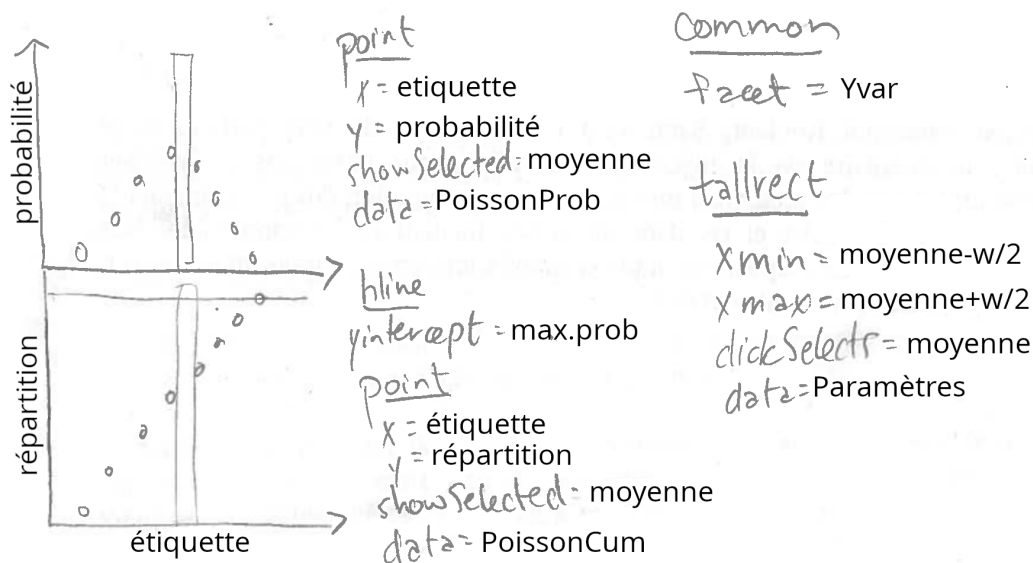 probabilité
répartition
étiquette
point
x = etiquette
y = probabilité
showSelected = moyenne
data = PoissonProb
hline
yintercept = max.prob
point
x = étiquette
y = répartition
showSelected = moyenne
data = PoissonCum
Common
facet = Yvar
tallrect
xmin = moyenne-w/2
xmax = moyenne+w/2
clickSelects = moyenne
data = Paramètres